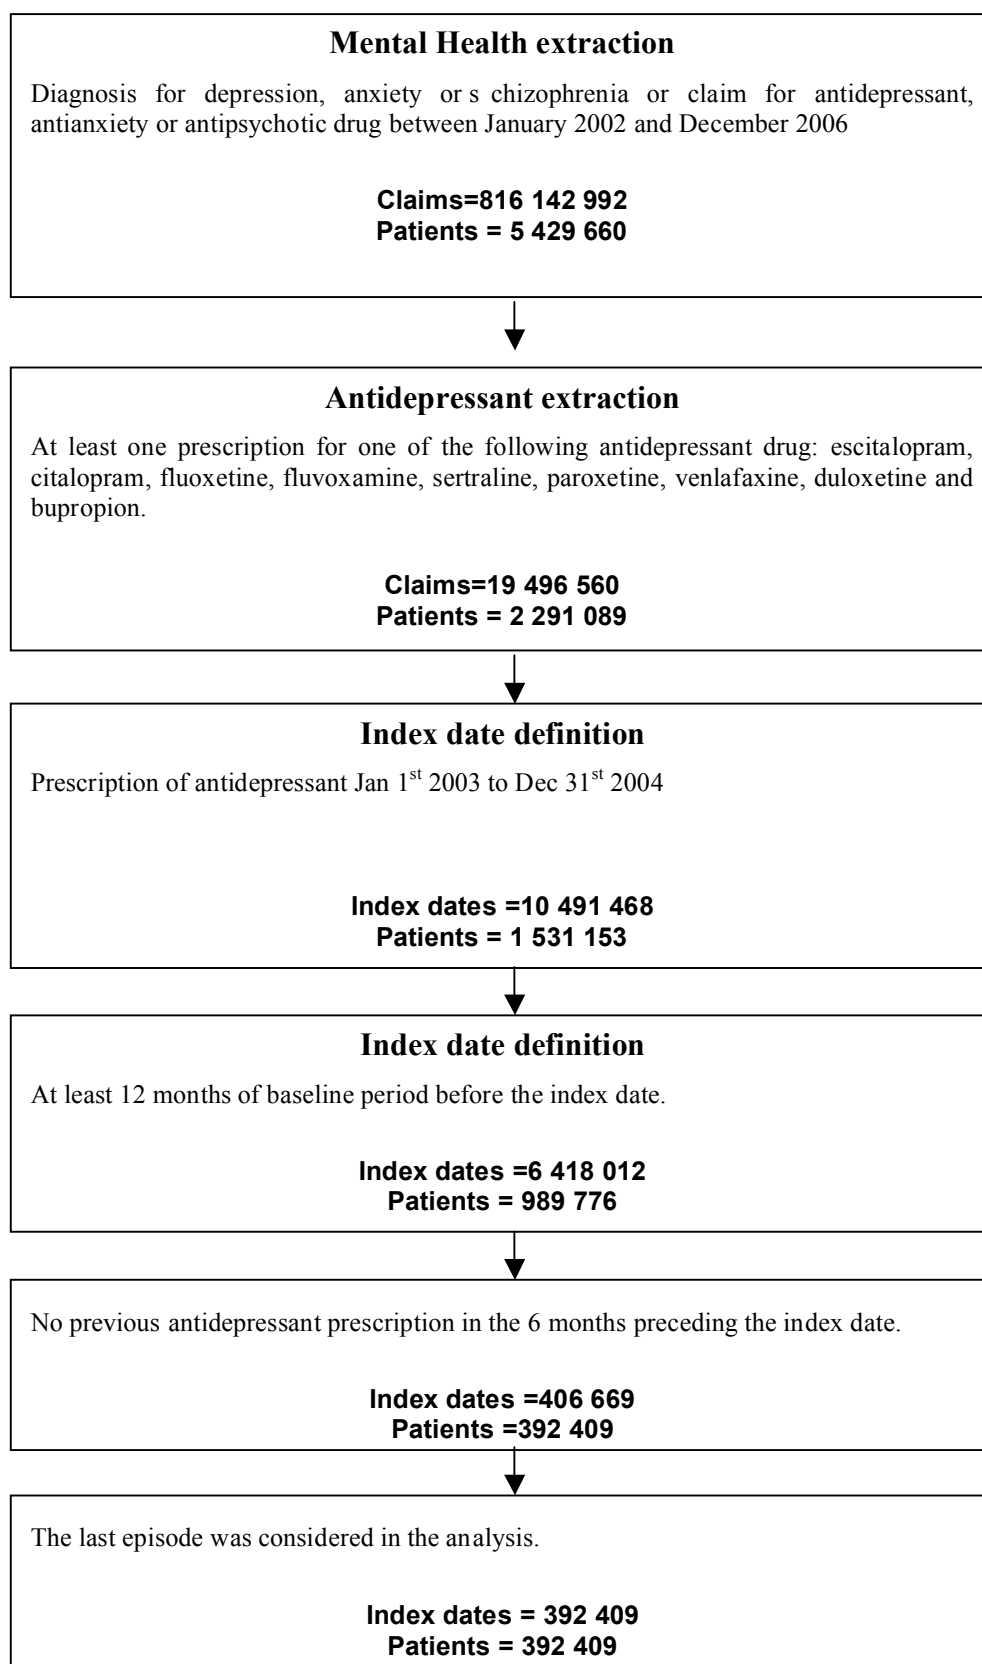 Mental Health extraction
Diagnosis for depression, anxiety or s chizophrenia or claim for antidepressant,
antianxiety or antipsychotic drug between January 2002 and December 2006
Claims=816 142 992
Patients = 5 429 660
Antidepressant extraction
At least one prescription for one of the following antidepressant drug: escitalopram,
citalopram, fluoxetine, fluvoxamine, sertraline, paroxetine, venlafaxine, duloxetine and
bupropion.
Claims=19 496 560
Patients = 2 291 089
Index date definition
Prescription of antidepressant Jan 1st 2003 to Dec 31st 2004
Index dates =10 491 468
Patients = 1 531 153
Index date definition
At least 12 months of baseline period before the index date.
Index dates =6 418 012
Patients = 989 776
No previous antidepressant prescription in the 6 months preceding the index date.
Index dates =406 669
Patients =392 409
The last episode was considered in the analysis.
Index dates = 392 409
Patients = 392 409